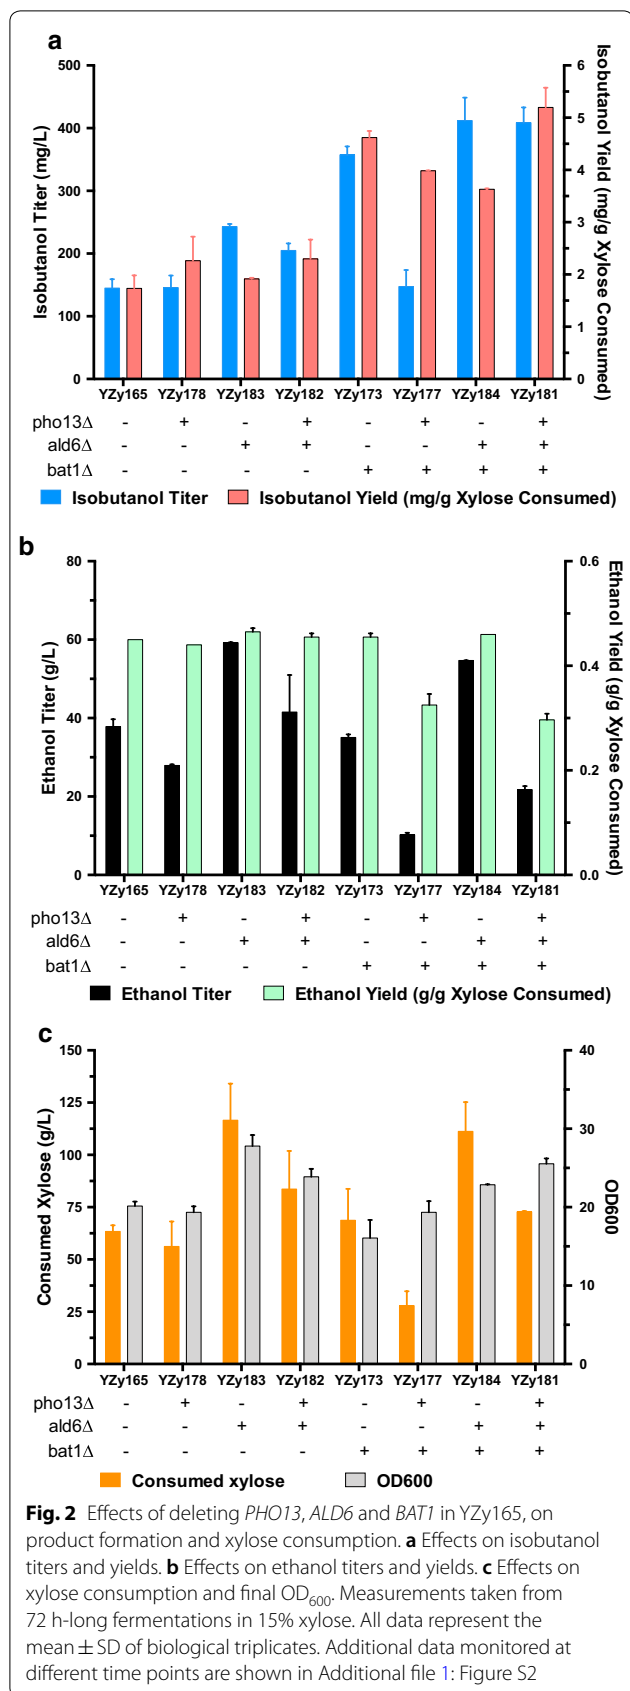 a
500 6
400 5
4
300
3
200
2
100
1
0 0
Isobutanol Titer (mg/L)
Isobutanol Yield (mg/g Xylose Consumed)
YZy165 YZy178 YZy183 YZy182 YZy173 YZy177 YZy184 YZy181
pho13Δ - + - + - + - +
ald6Δ - - + + - - + +
bat1Δ - - - - + + + +
Isobutanol Titer Isobutanol Yield (mg/g Xylose Consumed)
b
80 0.6
60
0.4
40
0.2
20
0 0.0
Ethanol Titer (g/L)
Ethanol Yield (g/g Xylose Consumed)
YZy165 YZy178 YZy183 YZy182 YZy173 YZy177 YZy184 YZy181
pho13Δ - + - + - + - +
ald6Δ - - + + - - + +
bat1Δ - - - - + + + +
Ethanol Titer Ethanol Yield (g/g Xylose Consumed)
c
150 40
125
30
100
75 20
50
10
25
0 0
Consumed Xylose (g/L)
OD600
YZy165 YZy178 YZy183 YZy182 YZy173 YZy177 YZy184 YZy181
pho13Δ - + - + - + - +
ald6Δ - - + + - - + +
bat1Δ - - - - + + + +
Consumed xylose OD600
Fig. 2 Effects of deleting PHO13, ALD6 and BAT1 in YZy165, on
product formation and xylose consumption. a Effects on isobutanol
titers and yields. b Effects on ethanol titers and yields. c Effects on
xylose consumption and final OD600. Measurements taken from
72 h-long fermentations in 15% xylose. All data represent the
mean ± SD of biological triplicates. Additional data monitored at
different time points are shown in Additional file 1: Figure S2